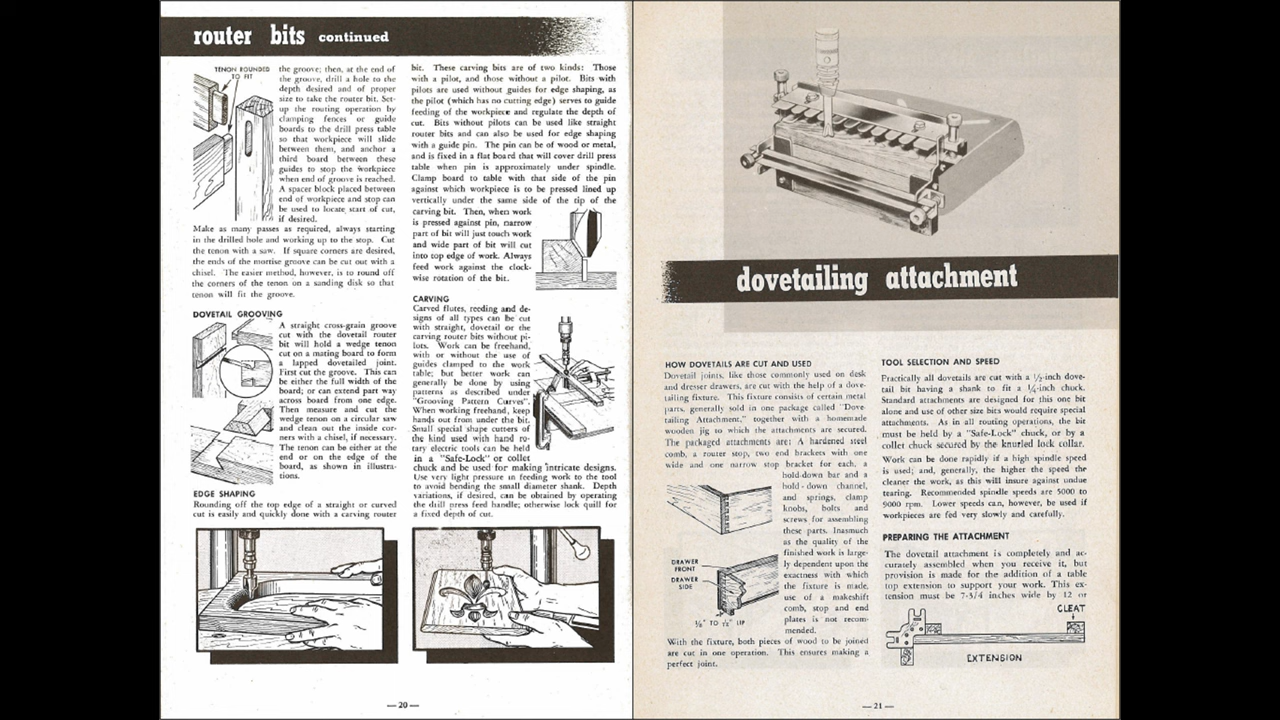 router bits continued
TENON ROUNDED
TO FIT
the groove; then, at the end of
the groove, drill a hole to the
depth desired and of proper
size to take the router bit. Set-
up the routing operation by
clamping fences or guide
boards to the drill press table
so that workpiece will slide
between them, and anchor a
third board between these
guides to stop the workpiece
when end of groove is reached.
A spacer block placed between
end of workpiece and stop can
be used to locate start of cut,
if desired.
Make as many passes as required, always starting
in the drilled hole and working up to the stop. Cut
the tenon with a saw. If square corners are desired,
the ends of the mortise groove can be cut out with a
chisel. The easier method, however, is to round off
the corners of the tenon on a sanding disk so that
tenon will fit the groove.
DOVETAIL GROOVING
A straight cross-grain groove
cut with the dovetail router
bit will hold a wedge tenon
cut on a mating board to form
a lapped dovetailed joint.
First cut the groove. This can
be either the full width of the
board; or can extend part way
across board from one edge.
Then measure and cut the
wedge tenon on a circular saw
and clean out the inside cor-
ners with a chisel, if necessary.
The tenon can be either at the
end or on the edge of the
board, as shown in illustra-
tions.
EDGE SHAPING
Rounding off the top edge of a straight or curved
cut is easily and quickly done with a carving router
bit. These carving bits are of two kinds: Those
with a pilot, and those without a pilot. Bits with
pilots are used without guides for edge shaping, as
the pilot (which has no cutting edge) serves to guide
feeding of the workpiece and regulate the depth of
cut. Bits without pilots can be used like straight
router bits and can also be used for edge shaping
with a guide pin. The pin can be of wood or metal,
and is fixed in a flat board that will cover drill press
table when pin is approximately under spindle.
Clamp board to table with that side of the pin
against which workpiece is to be pressed lined up
vertically under the same side of the tip of the
carving bit. Then, when work
is pressed against pin, narrow
part of bit will just touch work
and wide part of bit will cut
into top edge of work. Always
feed work against the clock-
wise rotation of the bit.
CARVING
Carved flutes, reeding and de-
signs of all types can be cut
with straight, dovetail or the
carving router bits without pi-
lots. Work can be freehand,
with or without the use of
guides clamped to the work
table; but better work can
generally be done by using
patterns as described under
"Grooving Pattern Curves".
When working freehand, keep
hands out from under the bit.
Small special shape cutters of
the kind used with hand ro-
tary electric tools can be held
in a "Safe-Lock" or collet
chuck and be used for making intricate designs.
Use very light pressure in feeding work to the tool
to avoid bending the small diameter shank. Depth
variations, if desired, can be obtained by operating
the drill press feed handle; otherwise lock quill for
a fixed depth of cut.
—20—
dovetailing attachment
HOW DOVETAILS ARE CUT AND USED
Dovetail joints, like those commonly used on desk
and dresser drawers, are cut with the help of a dove-
tailing fixture. This fixture consists of certain metal
parts, generally sold in one package called "Dove-
tailing Attachment," together with a homemade
wooden jig to which the attachments are secured.
The packaged attachments are: A hardened steel
comb, a router stop, two end brackets with one
wide and one narrow stop bracket for each, a
hold-down bar and a
hold-down channel,
and springs, clamp
knobs, bolts and
screws for assembling
these parts. Inasmuch
as the quality of the
finished work is large-
ly dependent upon the
exactness with which
the fixture is made,
use of a makeshift
comb, stop and end
plates is not recom-
mended.
DRAWER
FRONT
DRAWER
SIDE
TO LIP
With the fixture, both pieces of wood to be joined
are cut in one operation. This ensures making a
perfect joint.
TOOL SELECTION AND SPEED
Practically all dovetails are cut with a ½-inch dove-
tail bit having a shank to fit a ¼-inch chuck.
Standard attachments are designed for this one bit
alone and use of other size bits would require special
attachments. As in all routing operations, the bit
must be held by a "Safe-Lock" chuck, or by a
collet chuck secured by the knurled lock collar.
Work can be done rapidly if a high spindle speed
is used; and, generally, the higher the speed the
cleaner the work, as this will insure against undue
tearing. Recommended spindle speeds are 5000 to
9000 rpm. Lower speeds can, however, be used if
workpieces are fed very slowly and carefully.
PREPARING THE ATTACHMENT
The dovetail attachment is completely and ac-
curately assembled when you receive it, but
provision is made for the addition of a table
top extension to support your work. This ex-
tension must be 7-3/4 inches wide by 12 or
CLEAT
EXTENSION
—21—